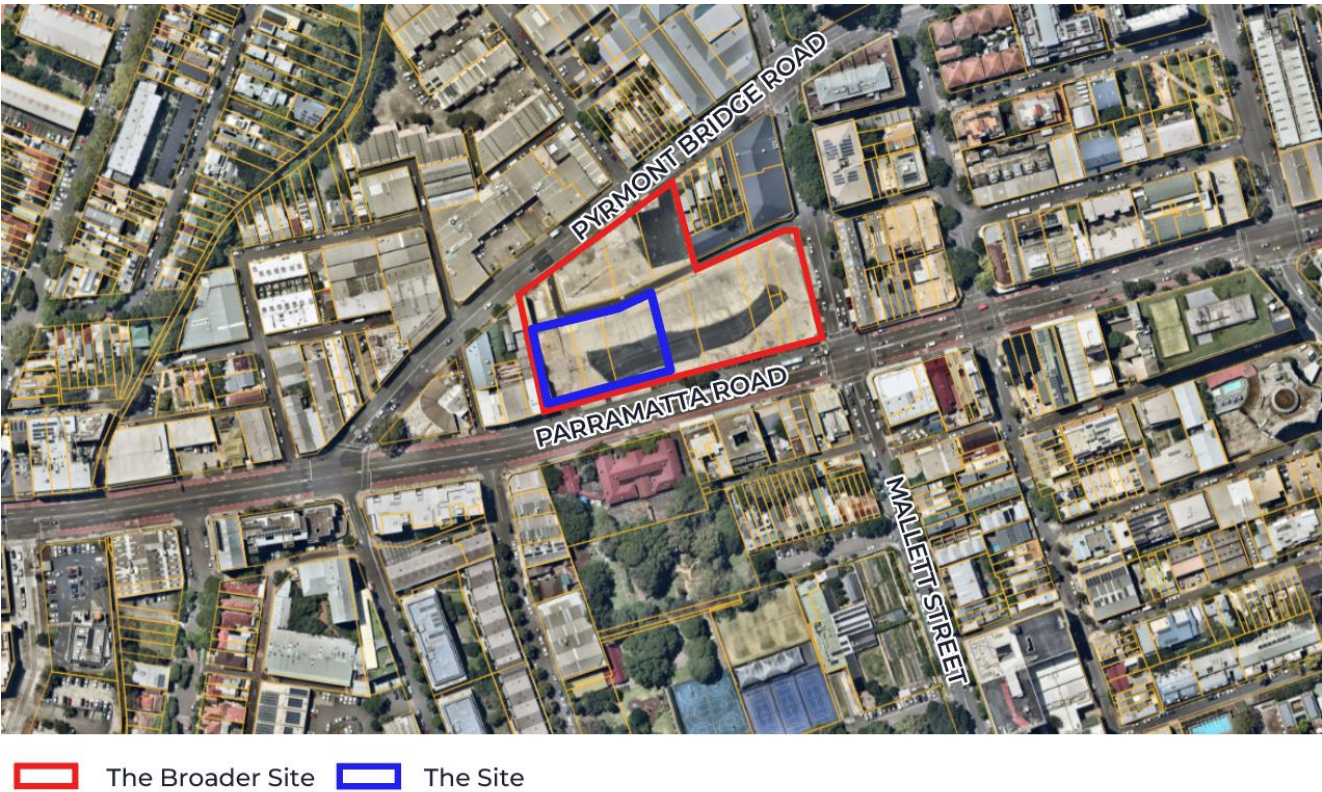 PYRMONT BRIDGE ROAD
PARRAMATTA ROAD
MALLETT STREET
The Broader Site
The Site